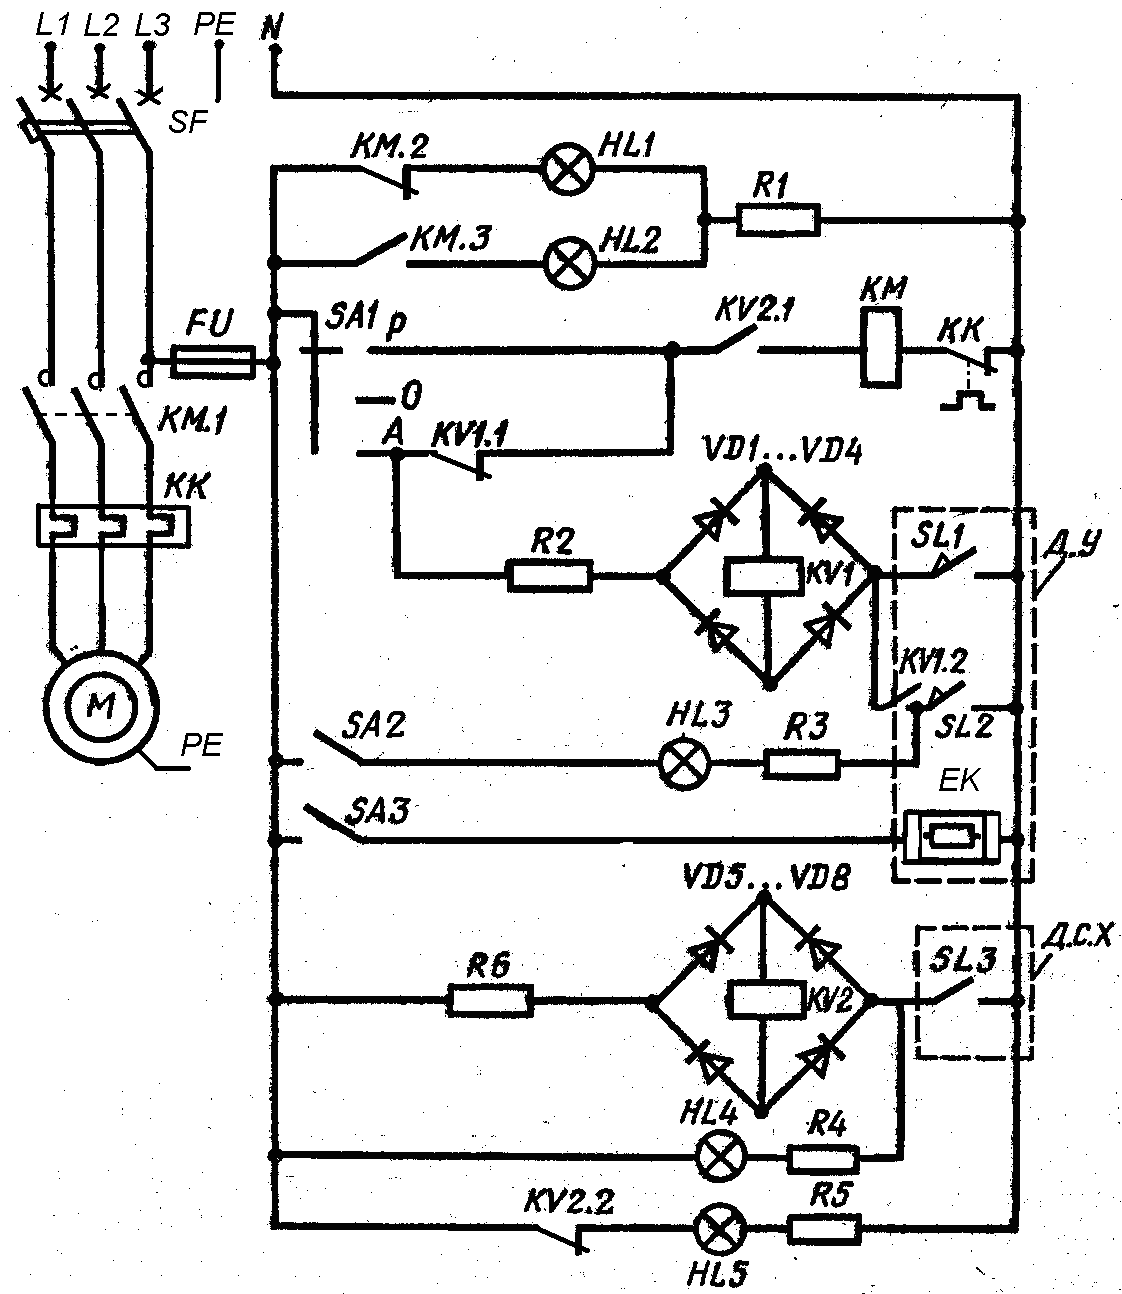 L1 L2 L3 PE N
SF
KM.2 HL1
R1
KM.3 HL2
FU SA1 р KV2.1 KM KK
0
KM.1 A KV1.1 VD1...VD4
KK
R2 KV1 SL1 Д.У
KV1.2
M SA2 HL3 R3 SL2
PE
EK
SA3
VD5...VD8
R6 KV2 SL3 Д.С.Х
HL4 R4
KV2.2 R5
HL5